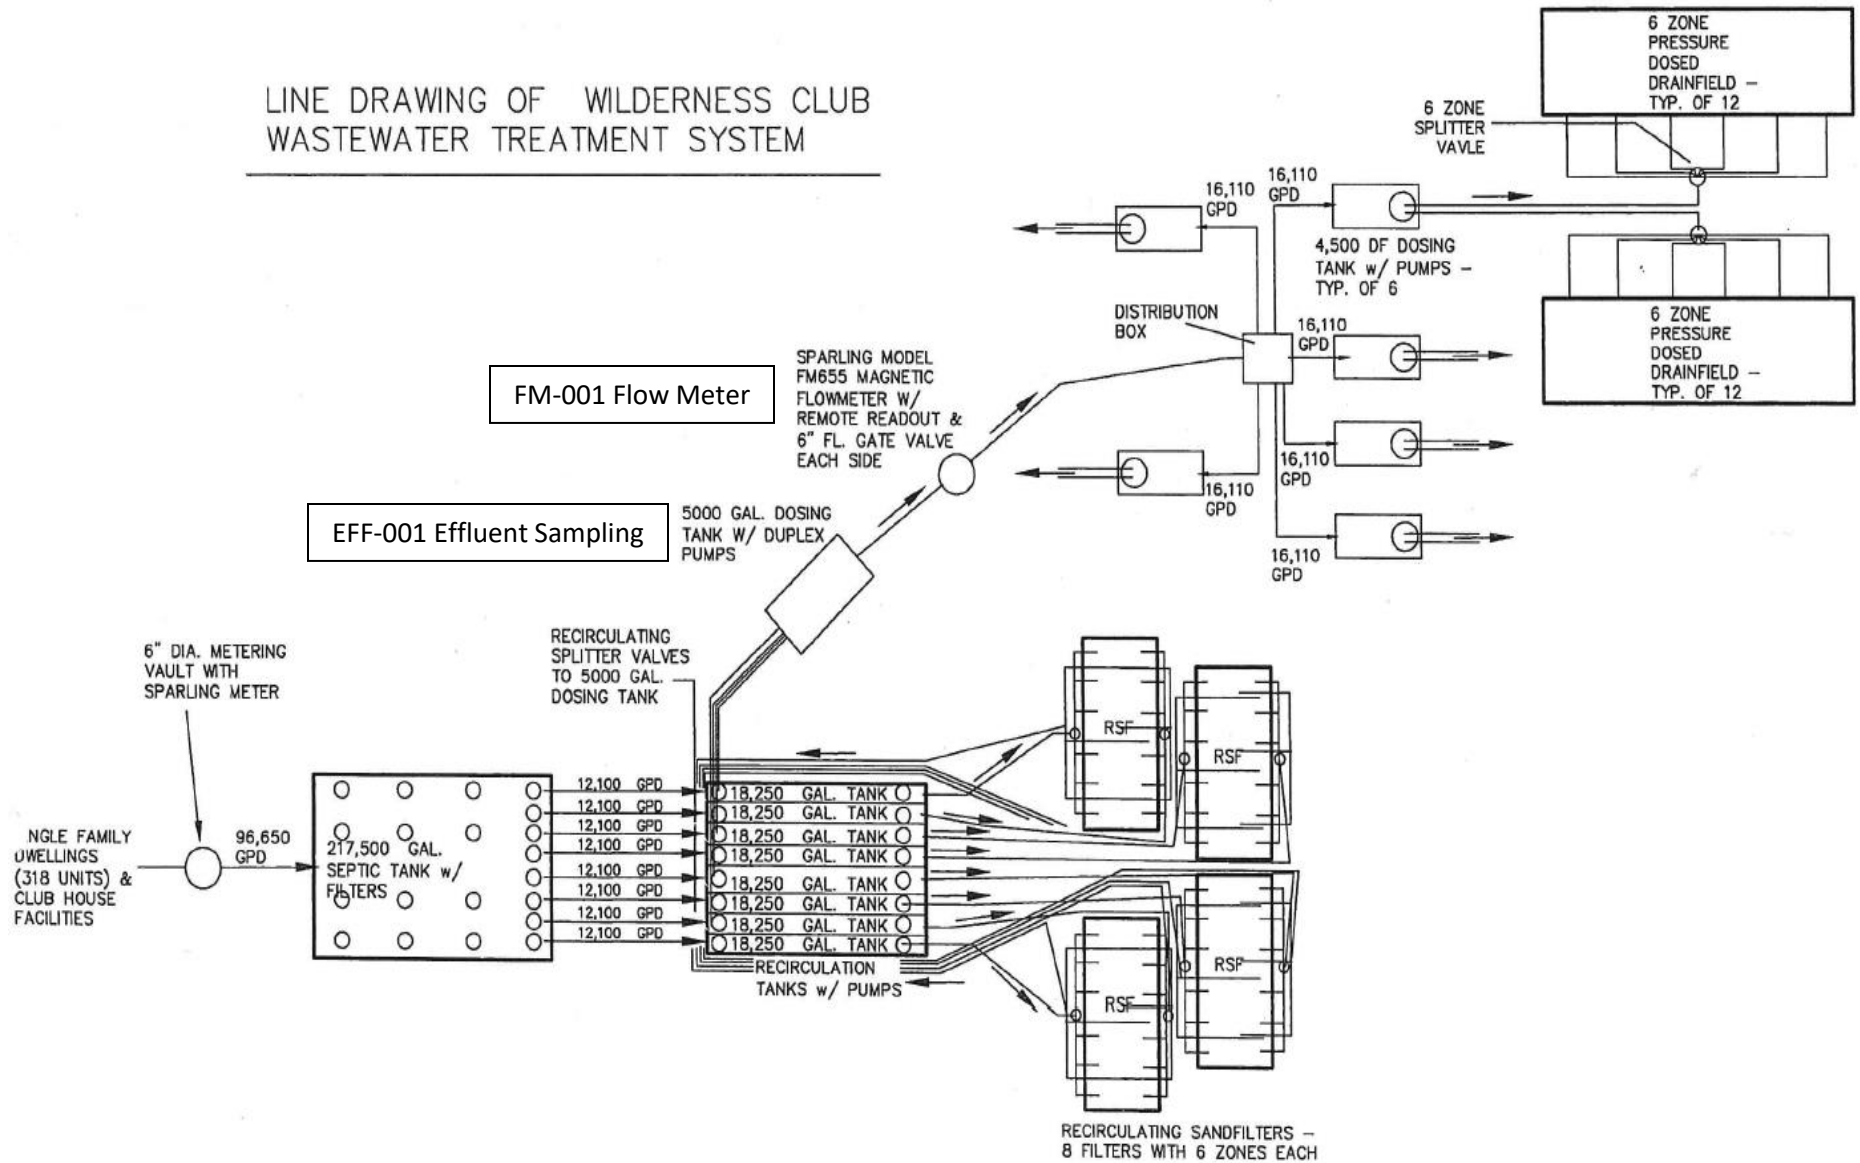 LINE DRAWING OF WILDERNESS CLUB
WASTEWATER TREATMENT SYSTEM
6 ZONE
PRESSURE
DOSED
DRAINFIELD –
TYP. OF 12
6 ZONE
SPLITTER
VAVLE
16,110
GPD
16,110
GPD
4,500 DF DOSING
TANK w/ PUMPS –
TYP. OF 6
DISTRIBUTION
BOX
16,110
GPD
6 ZONE
PRESSURE
DOSED
DRAINFIELD –
TYP. OF 12
16,110
GPD
16,110
GPD
16,110
GPD
FM-001 Flow Meter
SPARLING MODEL
FM655 MAGNETIC
FLOWMETER W/
REMOTE READOUT &
6" FL. GATE VALVE
EACH SIDE
EFF-001 Effluent Sampling
5000 GAL. DOSING
TANK W/ DUPLEX
PUMPS
6" DIA. METERING
VAULT WITH
SPARLING METER
RECIRCULATING
SPLITTER VALVES
TO 5000 GAL.
DOSING TANK
NGLE FAMILY
DWELLINGS
(318 UNITS) &
CLUB HOUSE
FACILITIES
96,650
GPD
217,500 GAL.
SEPTIC TANK w/
FILTERS
12,100 GPD
12,100 GPD
12,100 GPD
12,100 GPD
12,100 GPD
12,100 GPD
12,100 GPD
12,100 GPD
18,250 GAL. TANK
18,250 GAL. TANK
18,250 GAL. TANK
18,250 GAL. TANK
18,250 GAL. TANK
18,250 GAL. TANK
18,250 GAL. TANK
18,250 GAL. TANK
RECIRCULATION
TANKS w/ PUMPS
RSF
RSF
RSF
RSF
RECIRCULATING SANDFILTERS –
8 FILTERS WITH 6 ZONES EACH